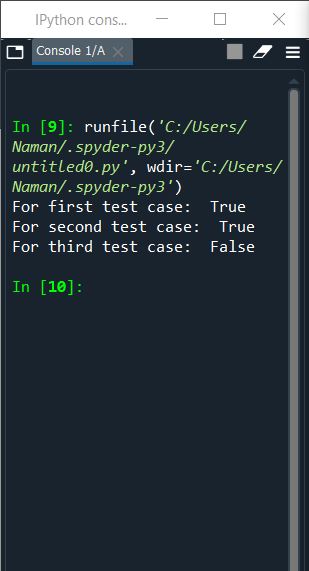 IPython cons...
Console 1/A
In [9]: runfile('C:/Users/
Naman/.spyder-py3/
untitled0.py', wdir='C:/Users/
Naman/.spyder-py3')
For first test case:  True
For second test case:  True
For third test case:  False
In [10]: